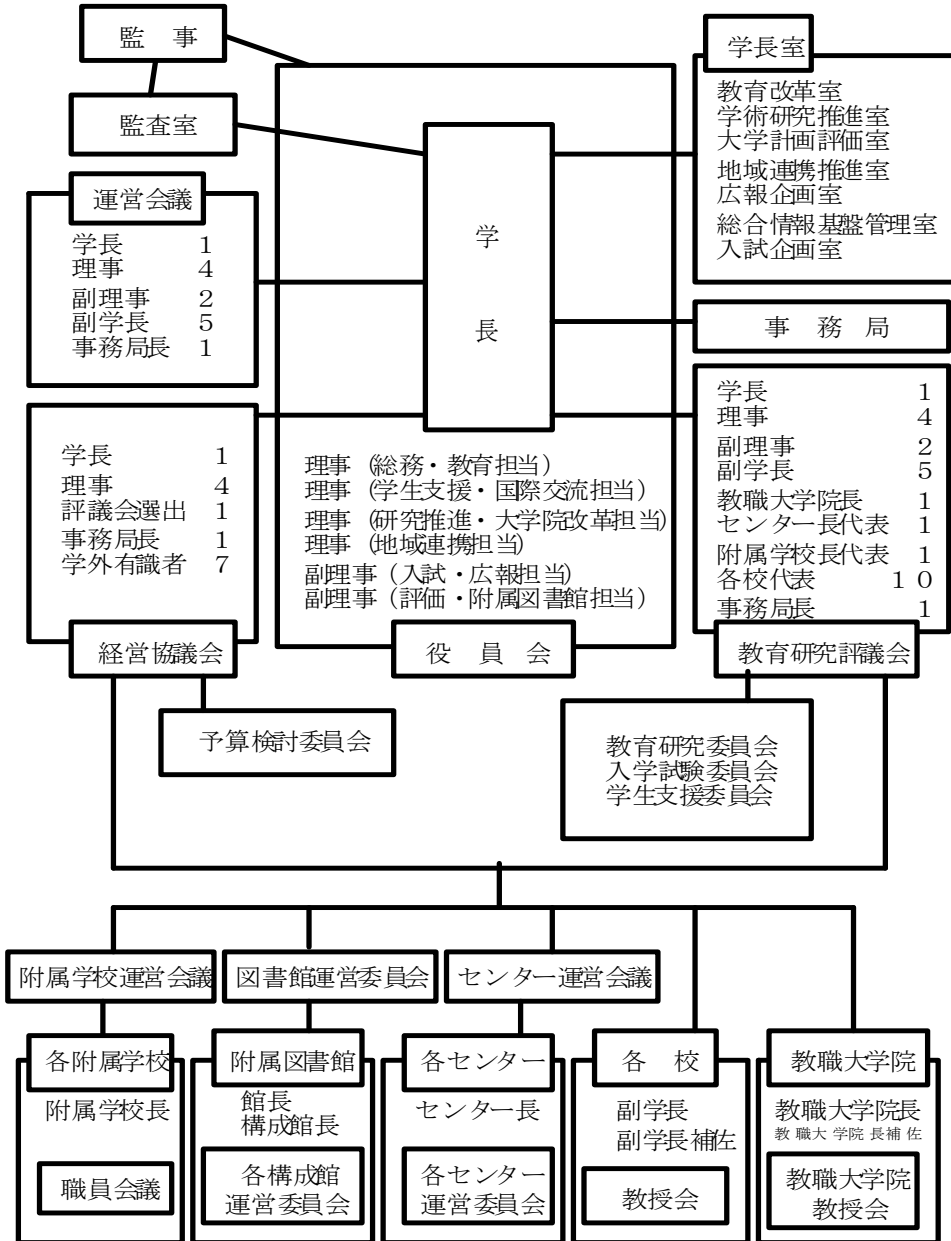 監　事
監査室
運営会議
学長　1
理事　4
副理事　2
副学長　5
事務局長　1
学長　1
理事　4
評議会選出　1
事務局長　1
学外有識者　7
経営協議会
予算検討委員会
学
長
理事（総務・教育担当）
理事（学生支援・国際交流担当）
理事（研究推進・大学院改革担当）
理事（地域連携担当）
副理事（入試・広報担当）
副理事（評価・附属図書館担当）
役　員　会
学長室
教育改革室
学術研究推進室
大学計画評価室
地域連携推進室
広報企画室
総合情報基盤管理室
入試企画室
事　務　局
学長　1
理事　4
副理事　2
副学長　5
教職大学院長　1
センター長代表　1
附属学校長代表　1
各校代表　１０
事務局長　1
教育研究評議会
教育研究委員会
入学試験委員会
学生支援委員会
附属学校運営会議
図書館運営委員会
センター運営会議
各附属学校
附属学校長
職員会議
附属図書館
館長
構成館長
各構成館
運営委員会
各センター
センター長
各センター
運営委員会
各　校
副学長
副学長補佐
教授会
教職大学院
教職大学院長
教職大学院長補佐
教職大学院
教授会